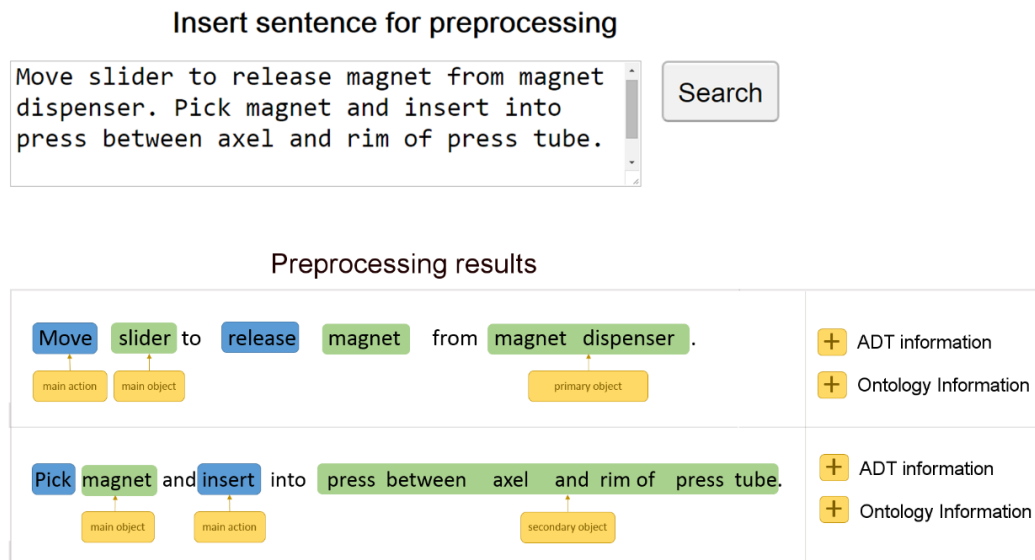 Insert sentence for preprocessing
Move slider to release magnet from magnet
dispenser. Pick magnet and insert into
press between axel and rim of press tube.
Search
Preprocessing results
Move slider to release magnet from magnet dispenser.
main action main object primary object
+ ADT information
+ Ontology Information
Pick magnet and insert into press between axel and rim of press tube.
main object main action secondary object
+ ADT information
+ Ontology Information